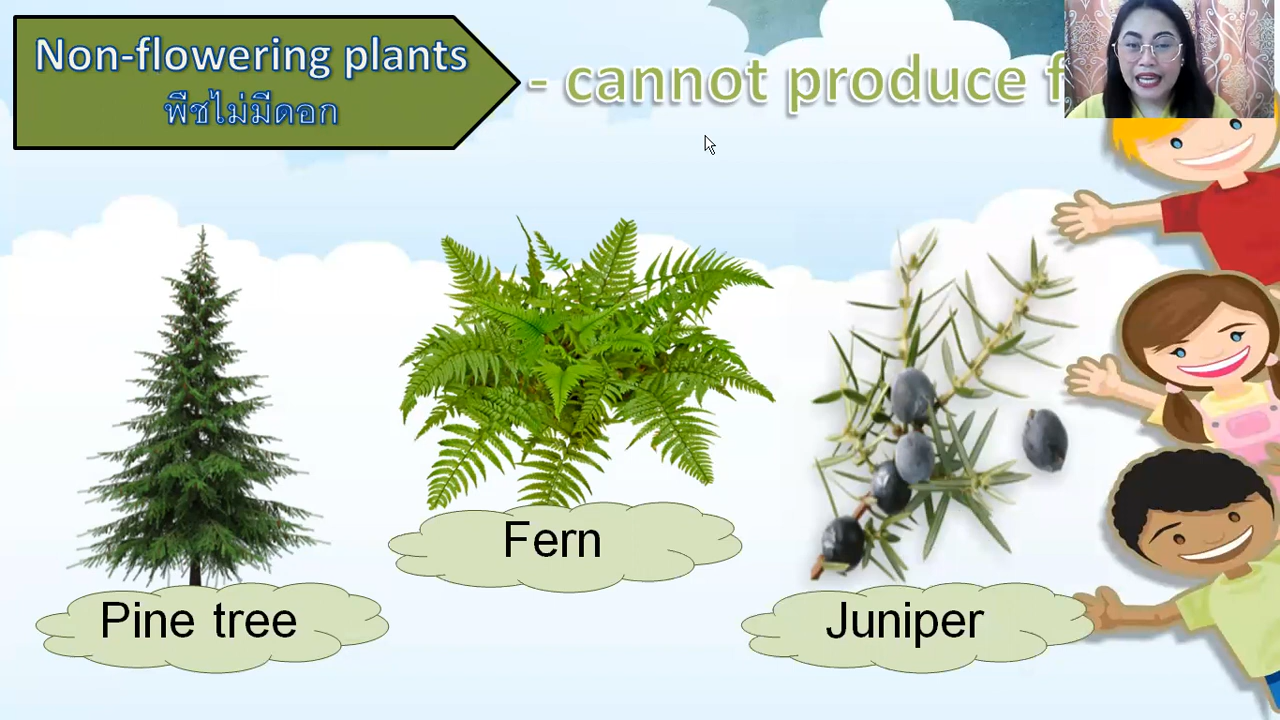 Non-flowering plants
พืชไม่มีดอก
- cannot produce
Fern
Pine tree
Juniper